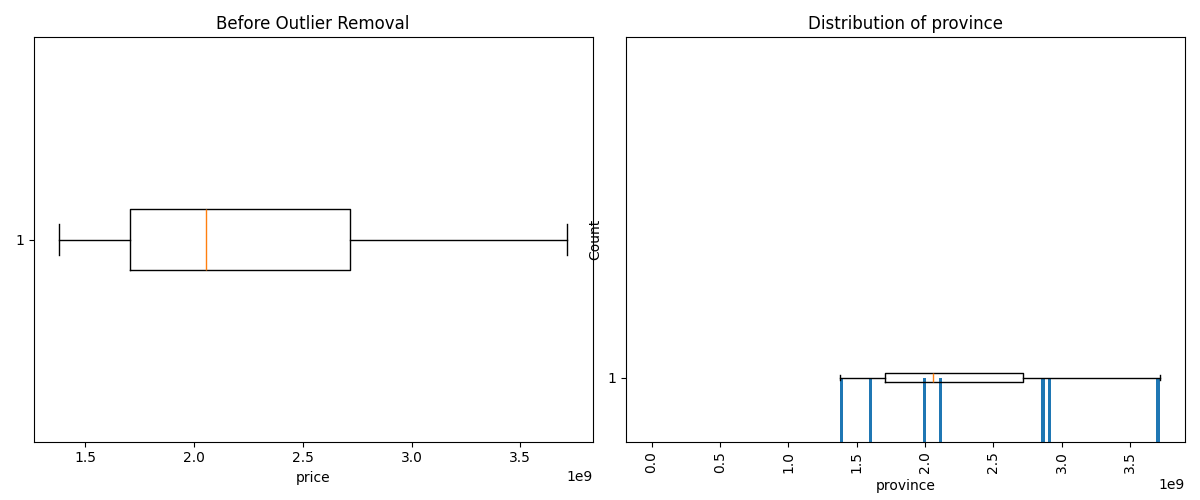 Before Outlier Removal
1
1.5 2.0 2.5 3.0 3.5
1e9
price
Distribution of province
Count
1
0.0 0.5 1.0 1.5 2.0 2.5 3.0 3.5
1e9
province